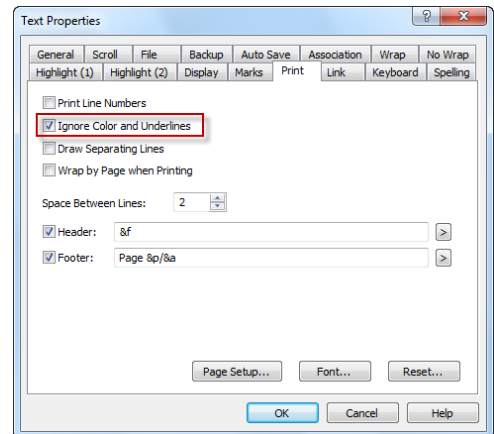 Text Properties
General Scroll File Backup Auto Save Association Wrap No Wrap
Highlight (1) Highlight (2) Display Marks Print Link Keyboard Spelling
Print Line Numbers
Ignore Color and Underlines
Draw Separating Lines
Wrap by Page when Printing
Space Between Lines: 2
Header: &f >
Footer: Page &p/&a >
Page Setup... Font... Reset...
OK Cancel Help